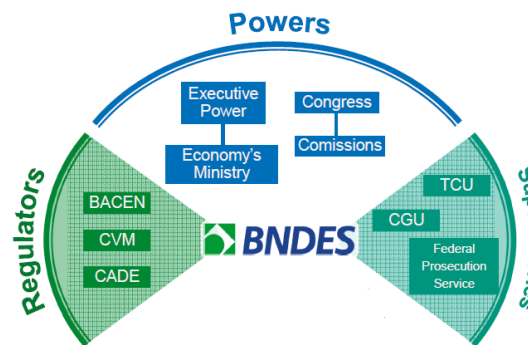 Powers
Executive
Power
Economy's
Ministry
Congress
Comissions
Regulators
BACEN
CVM
CADE
BNDES
TCU
CGU
Federal
Prosecution
Service